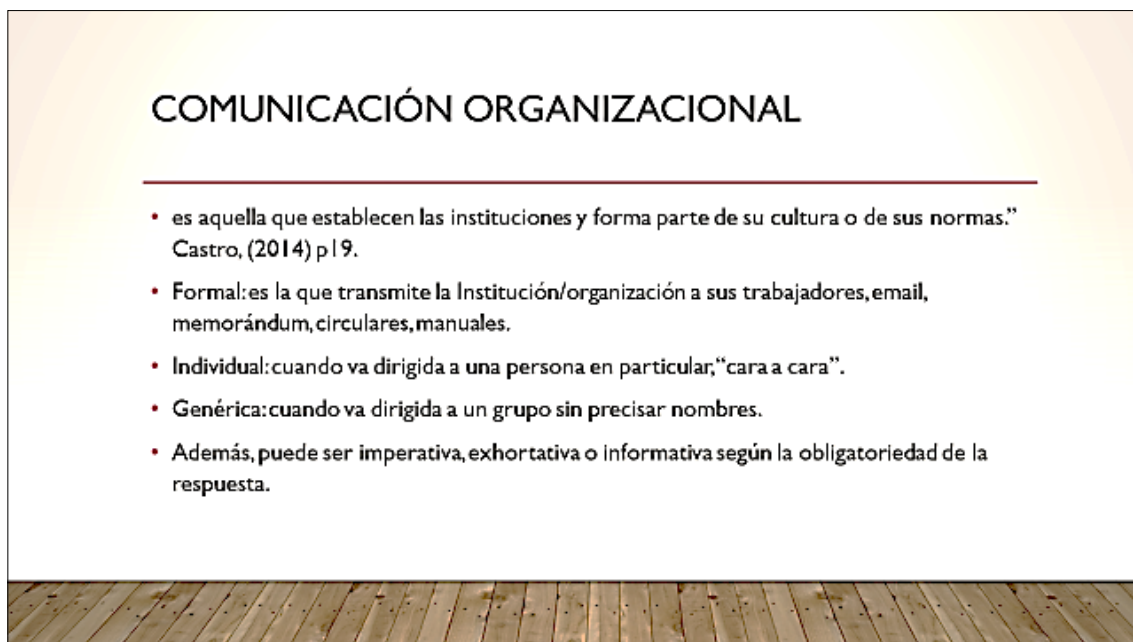 COMUNICACIÓN ORGANIZACIONAL
• es aquella que establecen las instituciones y forma parte de su cultura o de sus normas.”
Castro, (2014) p19.
• Formal: es la que transmite la Institución/organización a sus trabajadores, email,
memorándum, circulares, manuales.
• Individual: cuando va dirigida a una persona en particular, “cara a cara”.
• Genérica: cuando va dirigida a un grupo sin precisar nombres.
• Además, puede ser imperativa, exhortativa o informativa según la obligatoriedad de la
respuesta.